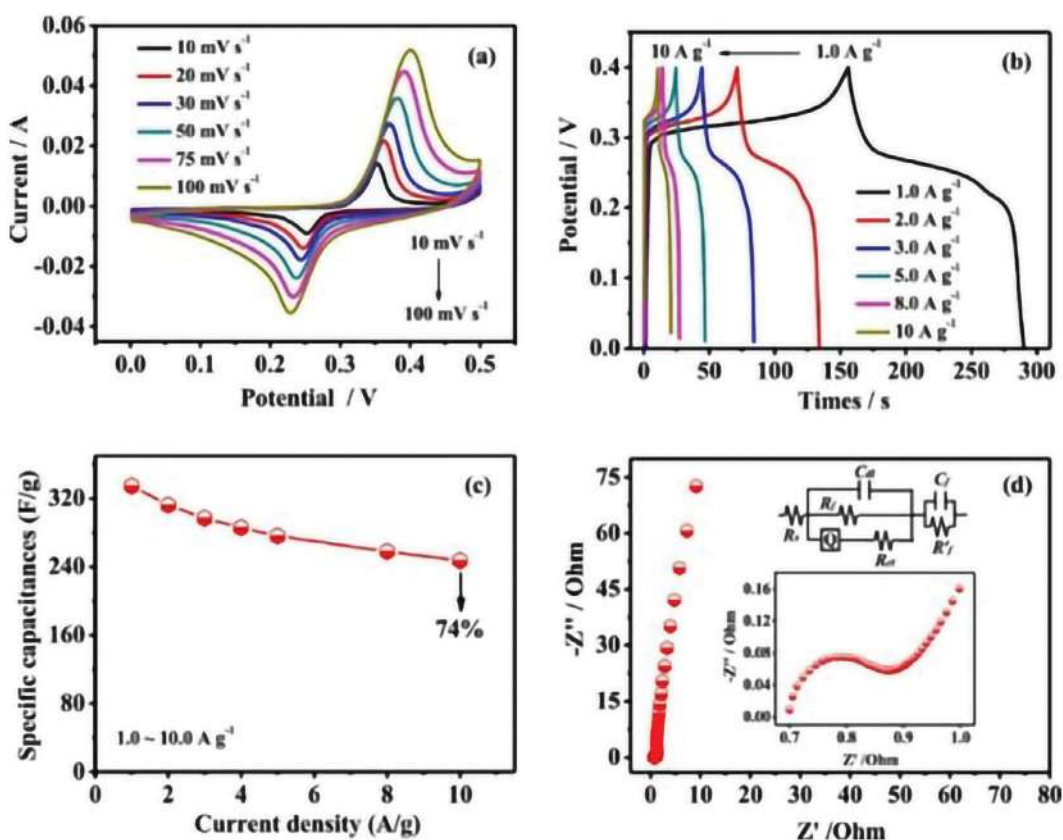 (a)
0.06
0.04
0.02
0.00
-0.02
-0.04
Current / A
10 mV s⁻¹
20 mV s⁻¹
30 mV s⁻¹
50 mV s⁻¹
75 mV s⁻¹
100 mV s⁻¹
10 mV s⁻¹
100 mV s⁻¹
0.0 0.1 0.2 0.3 0.4 0.5
Potential / V
(b)
10 A g⁻¹ 1.0 A g⁻¹
0.4
0.3
0.2
0.1
0.0
Potential / V
1.0 A g⁻¹
2.0 A g⁻¹
3.0 A g⁻¹
5.0 A g⁻¹
8.0 A g⁻¹
10 A g⁻¹
0 50 100 150 200 250 300
Times / s
(c)
320
240
160
80
0
Specific capacitances (F/g)
74%
1.0 ~ 10.0 A g⁻¹
0 2 4 6 8 10
Current density (A/g)
(d)
75
60
45
30
15
0
-Z'' / Ohm
Cdl
Cf
Rf
Rs
Q
Rct
R'f
0.16
0.12
0.08
0.04
0.00
-Z'' / Ohm
0.7 0.8 0.9 1.0
Z' /Ohm
0 10 20 30 40 50 60 70 80
Z' /Ohm